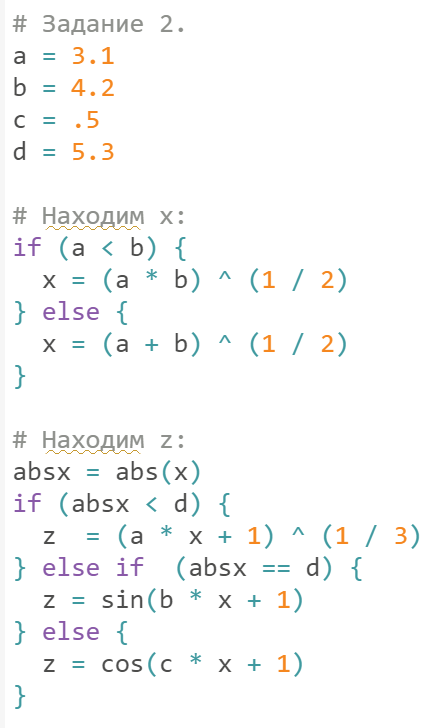 # Задание 2.
a = 3.1
b = 4.2
c = .5
d = 5.3

# Находим x:
if (a < b) {
  x = (a * b) ^ (1 / 2)
} else {
  x = (a + b) ^ (1 / 2)
}

# Находим z:
absx = abs(x)
if (absx < d) {
  z  = (a * x + 1) ^ (1 / 3)
} else if  (absx == d) {
  z = sin(b * x + 1)
} else {
  z = cos(c * x + 1)
}